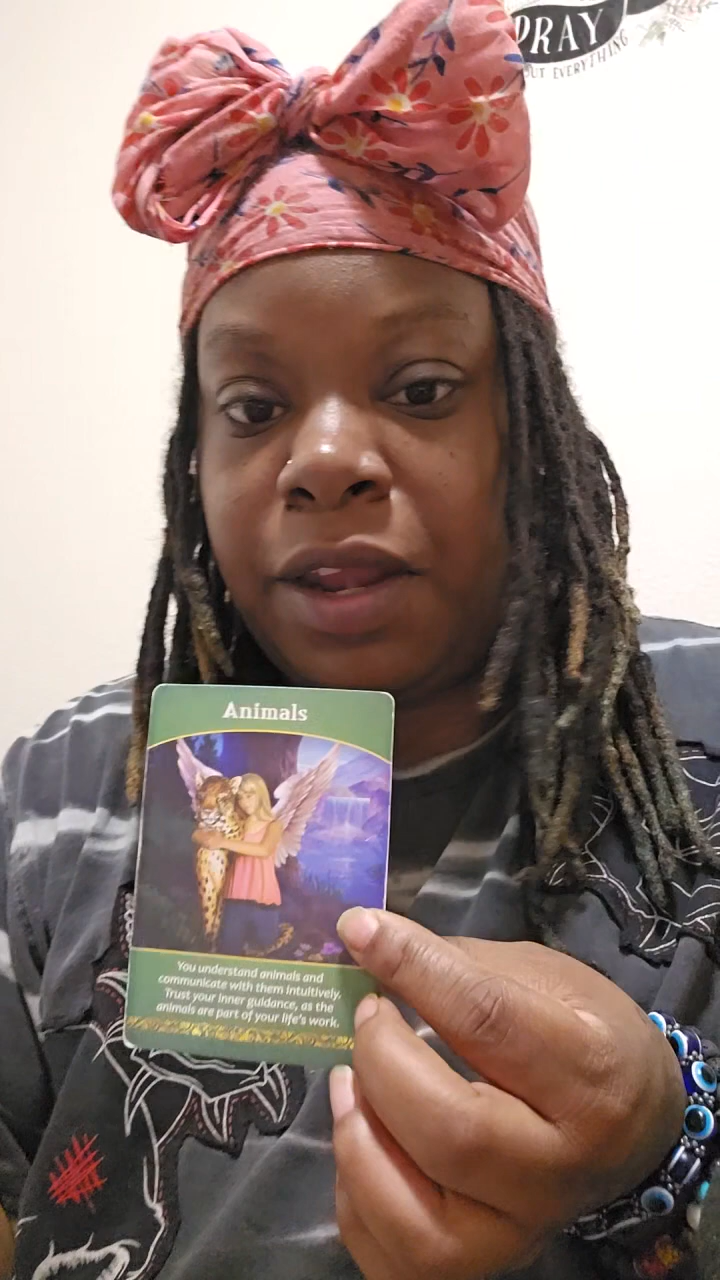 PRAY
OUT EVERYTHING
Animals
You understand animals and
communicate with them intuitively.
Trust your inner guidance, as the
animals are part of your life's work.